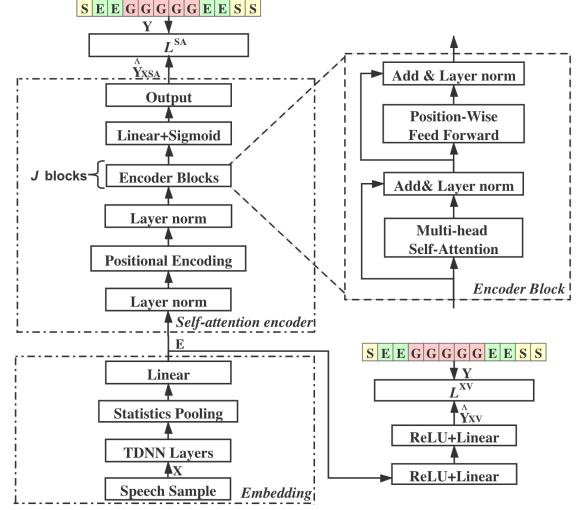 S E E G G G G G E E S S
Y
L^SA
Ŷ_XSA
Output
Linear+Sigmoid
J blocks
Encoder Blocks
Layer norm
Positional Encoding
Layer norm
Self-attention encoder
E
Linear
Statistics Pooling
TDNN Layers
X
Speech Sample
Embedding
Add & Layer norm
Position-Wise
Feed Forward
Add& Layer norm
Multi-head
Self-Attention
Encoder Block
S E E G G G G G E E S S
Y
L^XV
Ŷ_XV
ReLU+Linear
ReLU+Linear